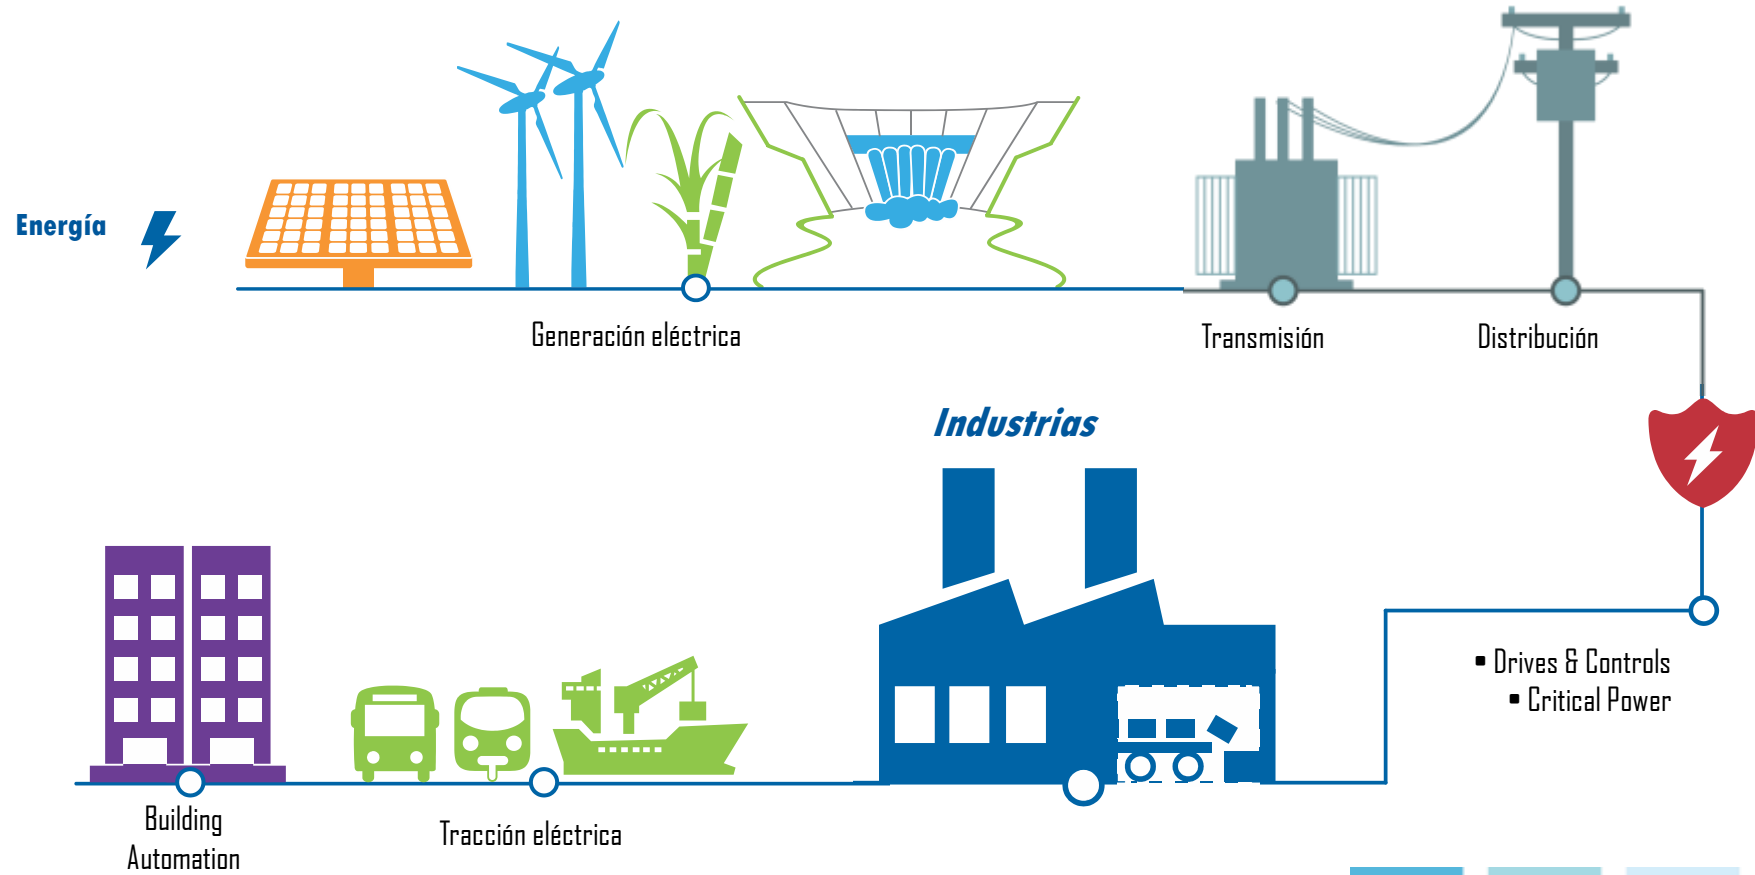 Energía
Generación eléctrica
Transmisión
Distribución
Industrias
▪ Drives & Controls
▪ Critical Power
Building
Automation
Tracción eléctrica